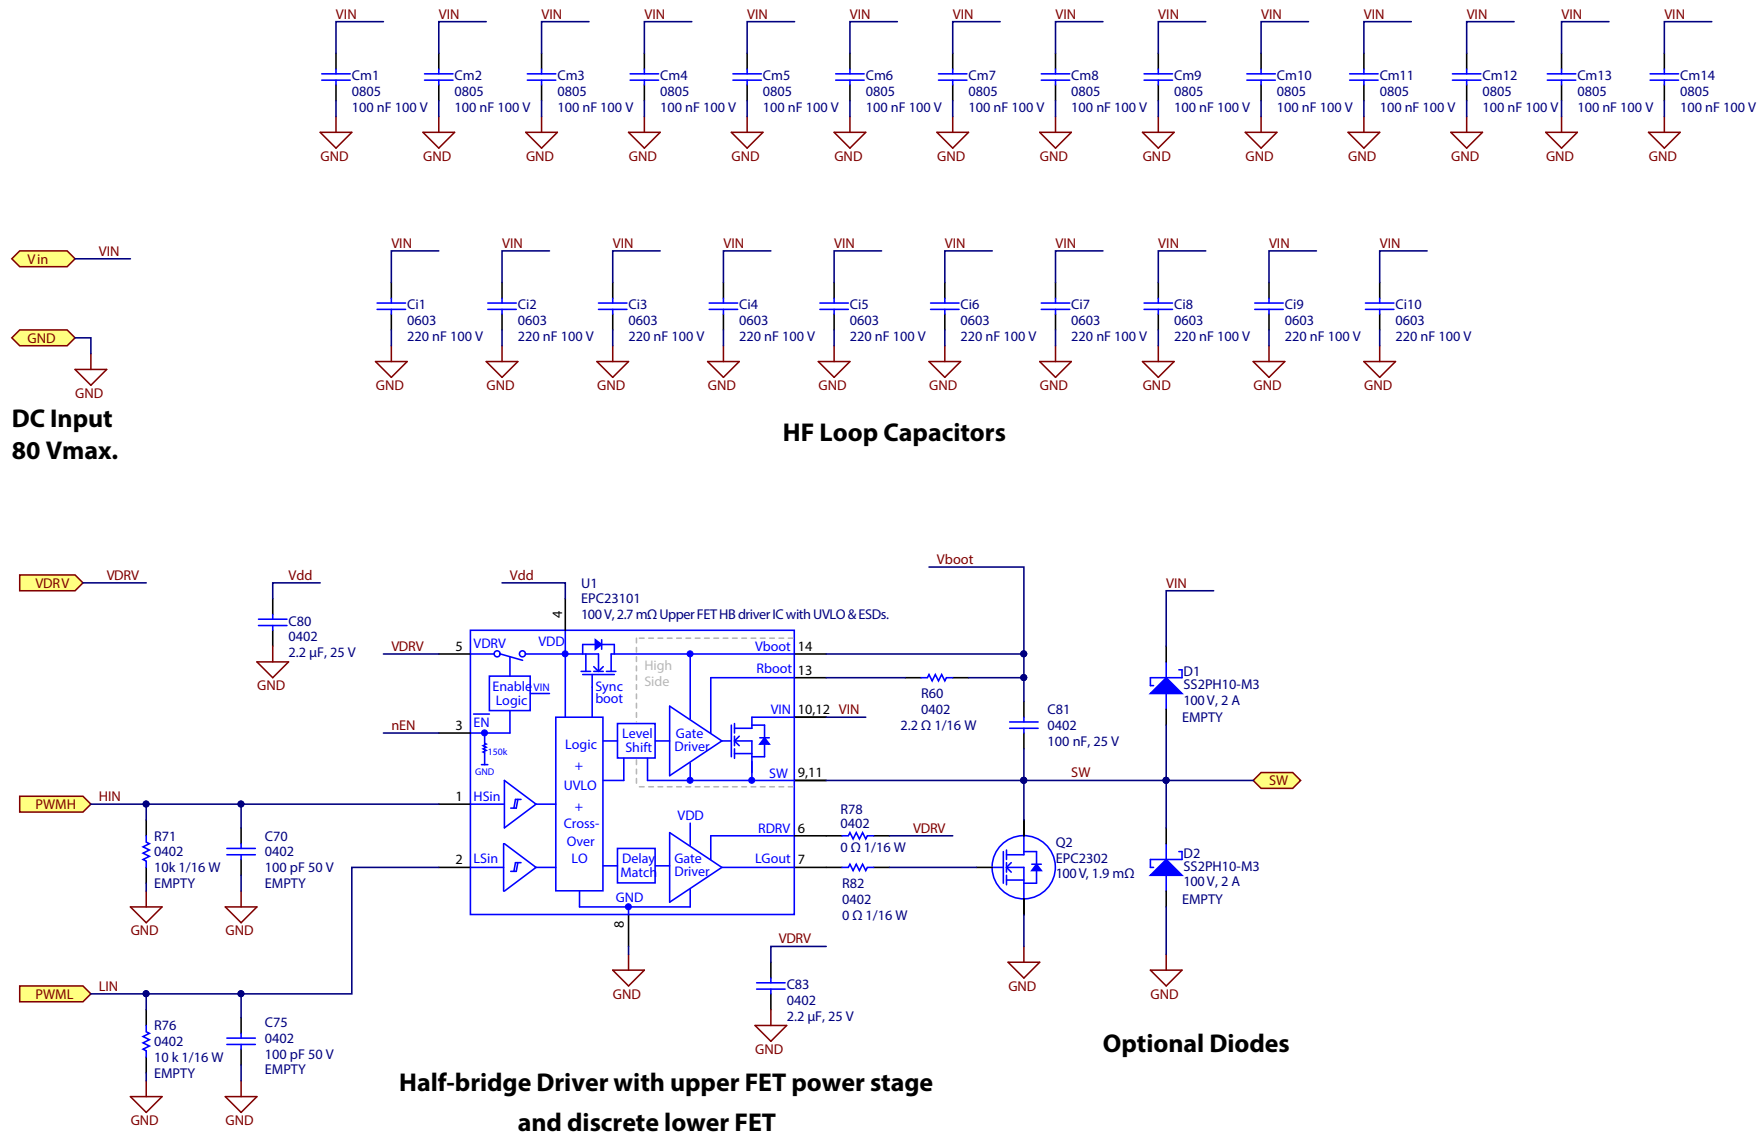 VIN VIN VIN VIN VIN VIN VIN VIN VIN VIN VIN VIN VIN VIN
Cm1 Cm2 Cm3 Cm4 Cm5 Cm6 Cm7 Cm8 Cm9 Cm10 Cm11 Cm12 Cm13 Cm14
0805 0805 0805 0805 0805 0805 0805 0805 0805 0805 0805 0805 0805 0805
100 nF 100 V 100 nF 100 V 100 nF 100 V 100 nF 100 V 100 nF 100 V 100 nF 100 V 100 nF 100 V 100 nF 100 V 100 nF 100 V 100 nF 100 V 100 nF 100 V 100 nF 100 V 100 nF 100 V 100 nF 100 V
GND GND GND GND GND GND GND GND GND GND GND GND GND GND
VIN VIN VIN VIN VIN VIN VIN VIN VIN VIN
Ci1 Ci2 Ci3 Ci4 Ci5 Ci6 Ci7 Ci8 Ci9 Ci10
0603 0603 0603 0603 0603 0603 0603 0603 0603 0603
220 nF 100 V 220 nF 100 V 220 nF 100 V 220 nF 100 V 220 nF 100 V 220 nF 100 V 220 nF 100 V 220 nF 100 V 220 nF 100 V 220 nF 100 V
GND GND GND GND GND GND GND GND GND GND
Vin VIN
GND
GND
DC Input
80 Vmax.
HF Loop Capacitors
VDRV VDRV
Vdd
C80
0402
2.2 µF, 25 V
GND
Vdd
4
U1
EPC23101
100 V, 2.7 mΩ Upper FET HB driver IC with UVLO & ESDs.
VDRV 5 VDRV
VDD
Enable
Logic
VIN
nEN 3 EN
150k
GND
Sync
boot
High
Side
Logic
+
UVLO
+
Cross-
Over
LO
Level
Shift
Gate
Driver
Vboot 14
Rboot 13
VIN 10,12 VIN
SW 9,11
PWMH HIN 1 HSin
2 LSin
VDD
Delay
Match
Gate
Driver
RDRV 6
LGout 7
GND
8
GND
R71
0402
10k 1/16 W
EMPTY
GND
C70
0402
100 pF 50 V
EMPTY
GND
PWML LIN
R76
0402
10 k 1/16 W
EMPTY
GND
C75
0402
100 pF 50 V
EMPTY
GND
Vboot
R60
0402
2.2 Ω 1/16 W
C81
0402
100 nF, 25 V
SW
SW
R78
0402
0 Ω 1/16 W
VDRV
R82
0402
0 Ω 1/16 W
Q2
EPC2302
100 V, 1.9 mΩ
GND
VDRV
C83
0402
2.2 µF, 25 V
GND
VIN
D1
SS2PH10-M3
100 V, 2 A
EMPTY
D2
SS2PH10-M3
100 V, 2 A
EMPTY
GND
Optional Diodes
Half-bridge Driver with upper FET power stage
and discrete lower FET